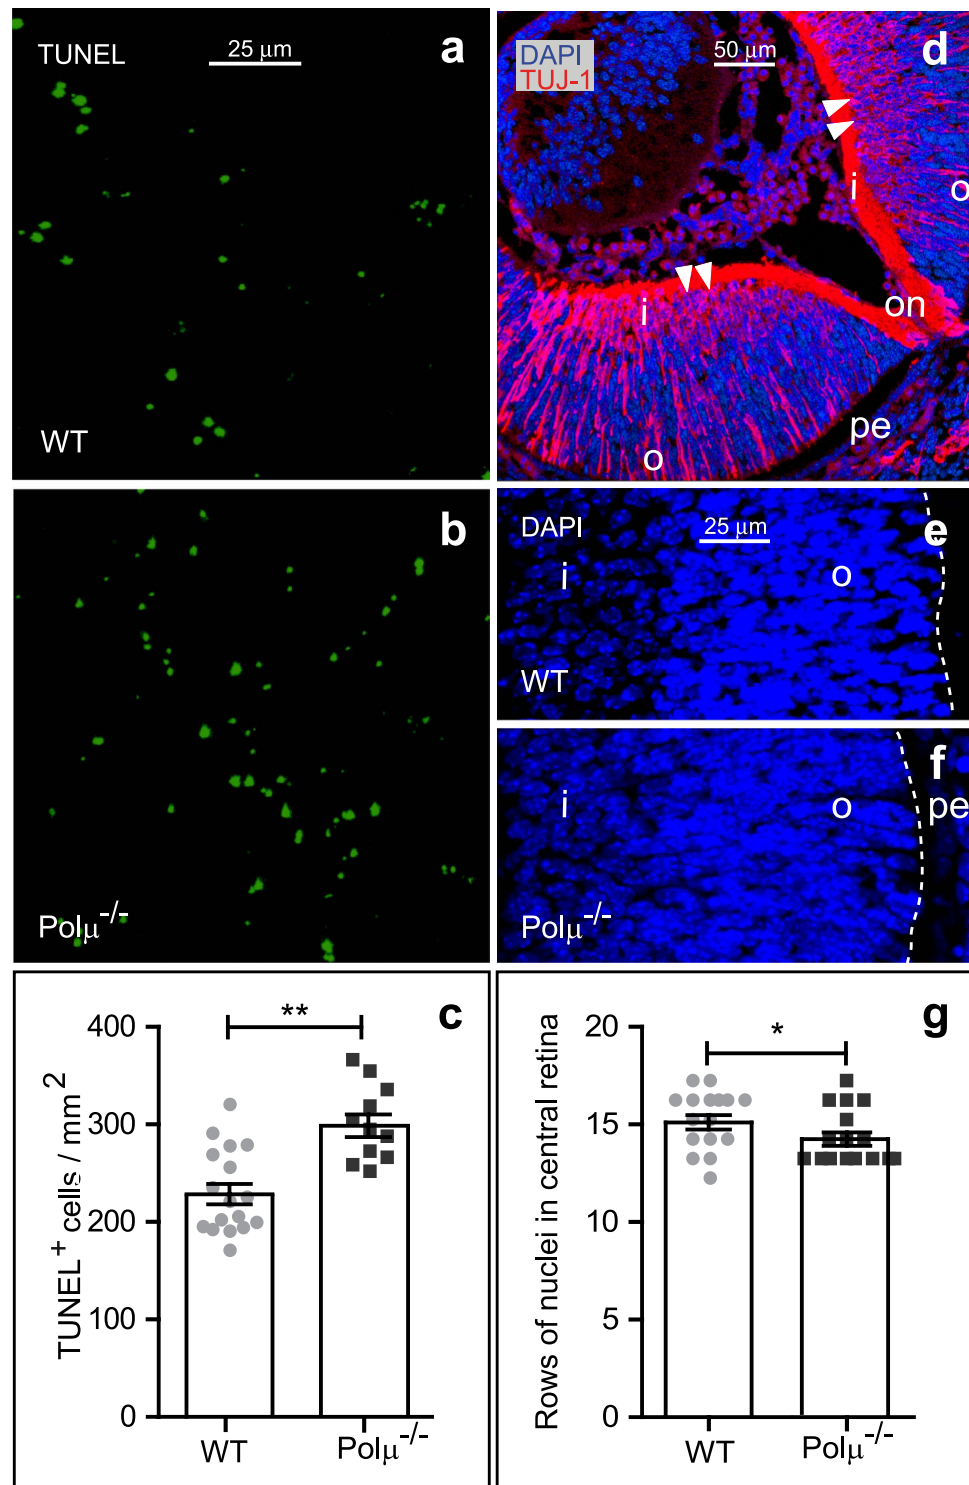 TUNEL
25 μm
a
WT
b
Polμ-/-
DAPI
TUJ-1
50 μm
d
i
o
i
on
pe
o
DAPI
25 μm
e
i
o
WT
f
i
o
pe
Polμ-/-
c
**
TUNEL+ cells / mm2
400
300
200
100
0
WT
Polμ-/-
g
*
Rows of nuclei in central retina
20
15
10
5
0
WT
Polμ-/-